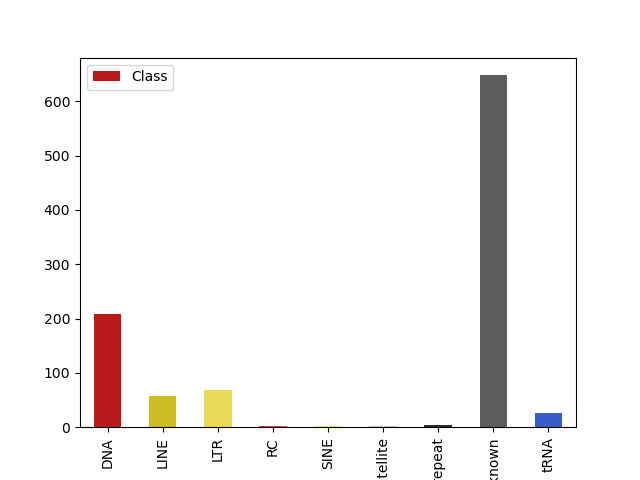 Class
600
500
400
300
200
100
0
DNA
LINE
LTR
RC
SINE
tellite
repeat
known
tRNA